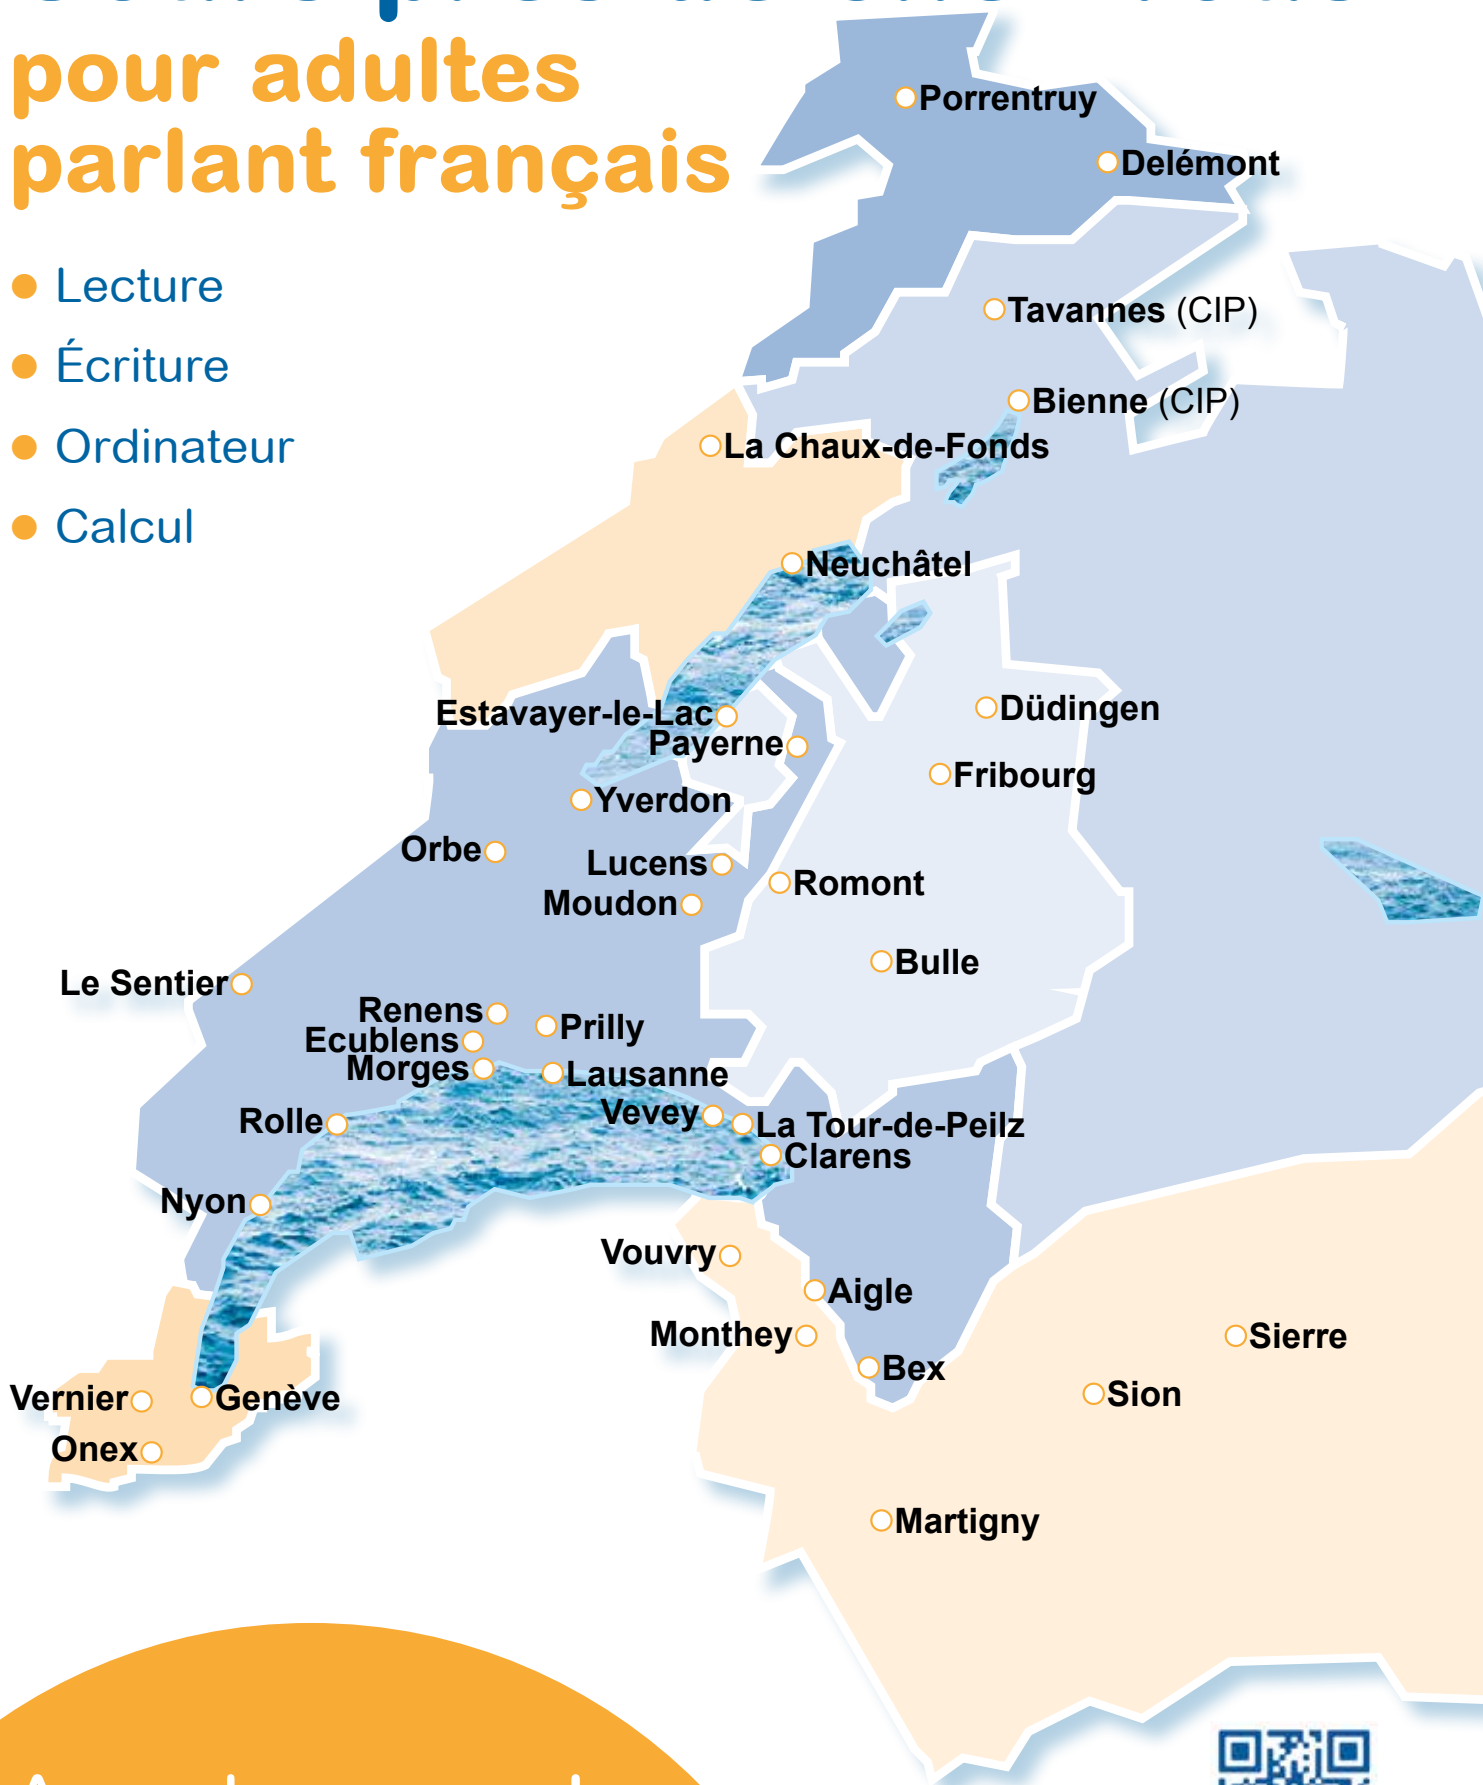 pour adultes
parlant français
Lecture
Écriture
Ordinateur
Calcul
Porrentruy
Delémont
Tavannes (CIP)
Bienne (CIP)
La Chaux-de-Fonds
Neuchâtel
Estavayer-le-Lac
Payerne
Düdingen
Fribourg
Yverdon
Orbe
Lucens
Moudon
Romont
Bulle
Le Sentier
Renens
Ecublens
Morges
Prilly
Lausanne
Rolle
Vevey
La Tour-de-Peilz
Clarens
Nyon
Vouvry
Aigle
Monthey
Bex
Sierre
Sion
Vernier
Genève
Onex
Martigny